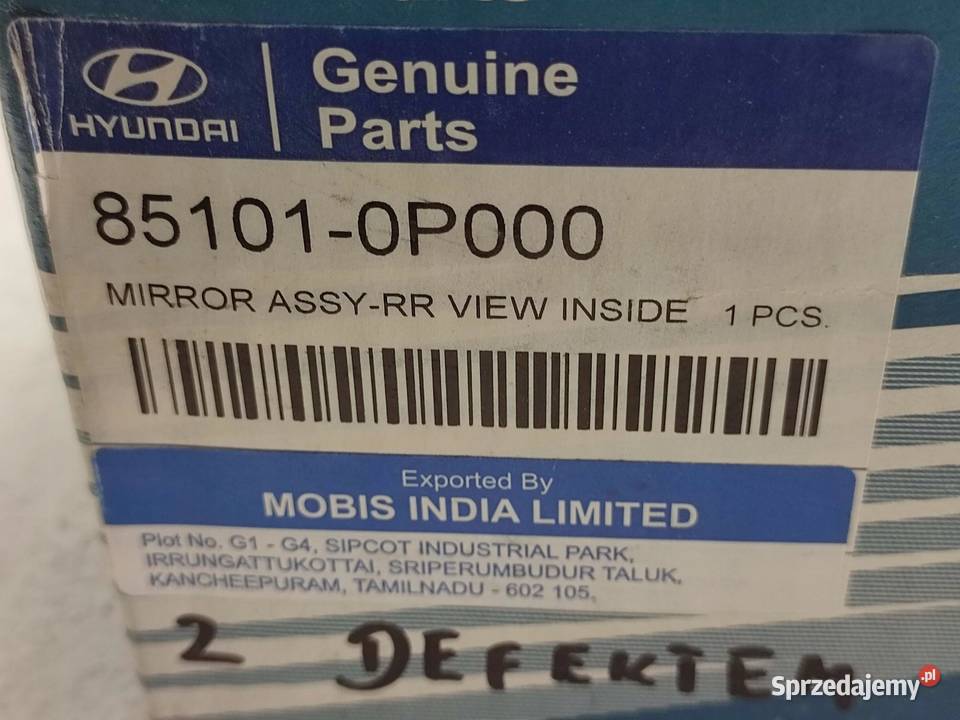 HYUNDAI
Genuine
Parts
85101-0P000
MIRROR ASSY-RR VIEW INSIDE 1 PCS.
Exported By
MOBIS INDIA LIMITED
Plot No. G1 - G4, SIPCOT INDUSTRIAL PARK,
IRRUNGATTUKOTTAI, SRIPERUMBUDUR TALUK,
KANCHEEPURAM, TAMILNADU - 602 105,
2 DEFEKTEM
Sprzedajemy.pl